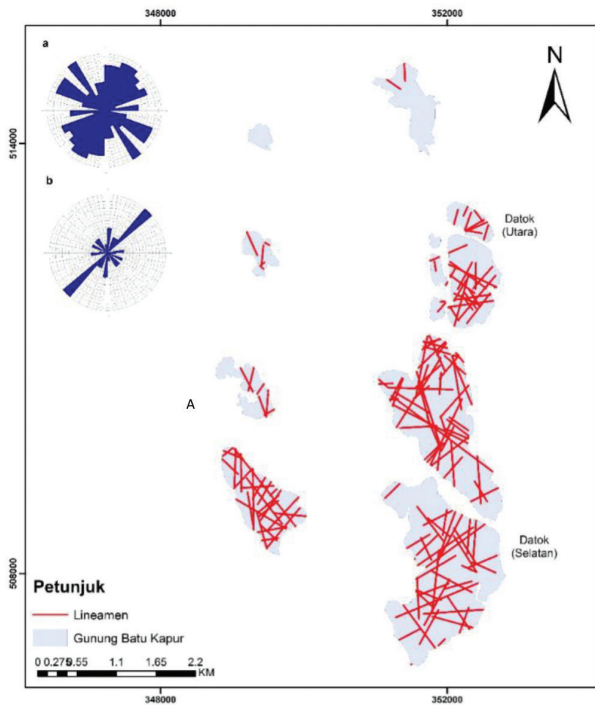 348000
352000
a
N
514000
b
Datok
(Utara)
A
Datok
(Selatan)
508000
Petunjuk
Lineamen
Gunung Batu Kapur
0 0.275 0.55 1.1 1.65 2.2
KM
348000
352000